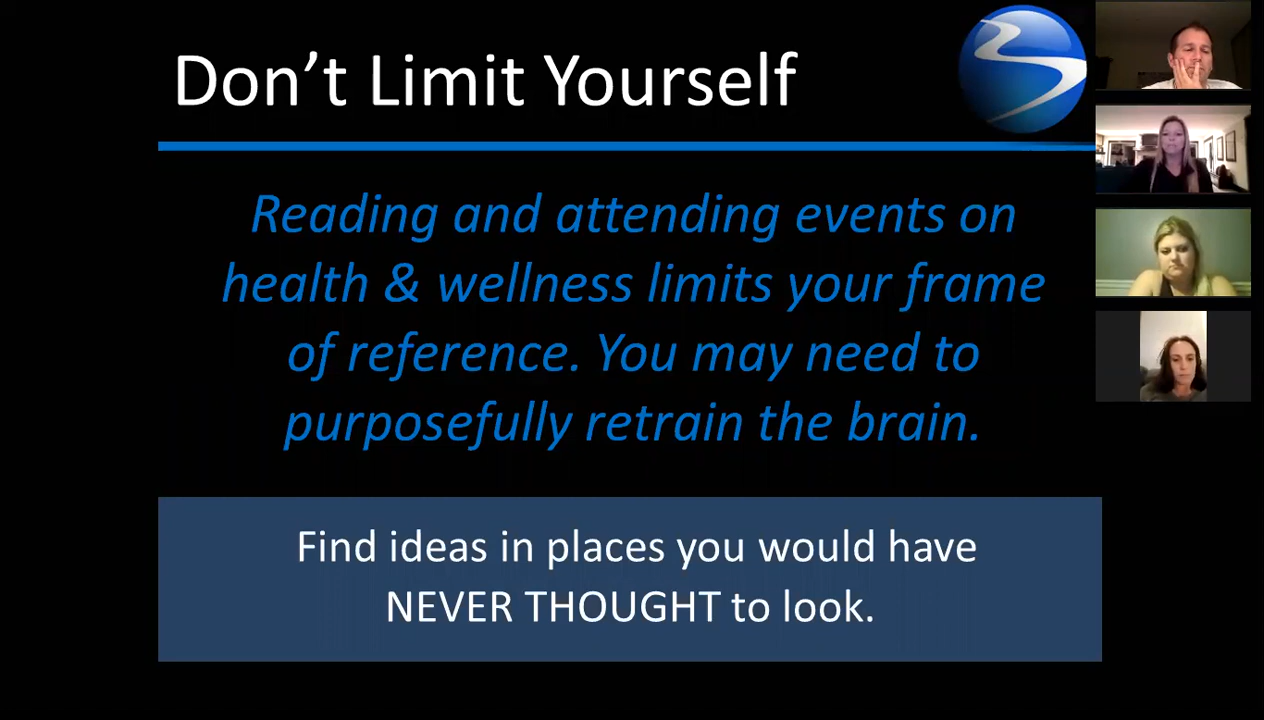 Don’t Limit Yourself
Reading and attending events on
health & wellness limits your frame
of reference. You may need to
purposefully retrain the brain.
Find ideas in places you would have
NEVER THOUGHT to look.